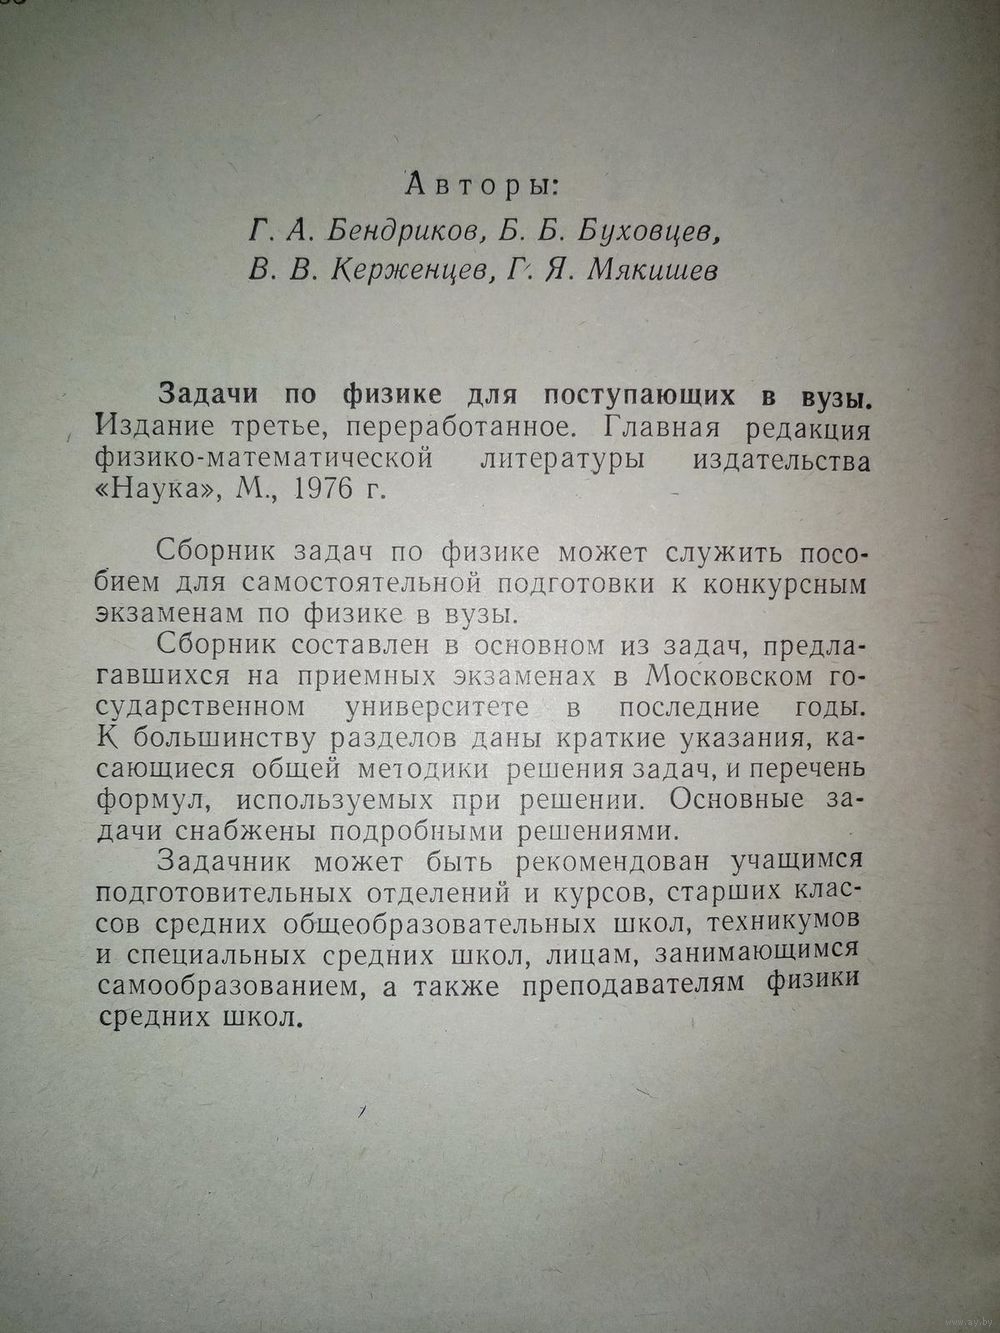 Авторы:
Г. А. Бендриков, Б. Б. Буховцев,
В. В. Керженцев, Г. Я. Мякишев
Задачи по физике для поступающих в вузы.
Издание третье, переработанное. Главная редакция
физико-математической литературы издательства
«Наука», М., 1976 г.
Сборник задач по физике может служить посо-
бием для самостоятельной подготовки к конкурсным
экзаменам по физике в вузы.
Сборник составлен в основном из задач, предла-
гавшихся на приемных экзаменах в Московском го-
сударственном университете в последние годы.
К большинству разделов даны краткие указания, ка-
сающиеся общей методики решения задач, и перечень
формул, используемых при решении. Основные за-
дачи снабжены подробными решениями.
Задачник может быть рекомендован учащимся
подготовительных отделений и курсов, старших клас-
сов средних общеобразовательных школ, техникумов
и специальных средних школ, лицам, занимающимся
самообразованием, а также преподавателям физики
средних школ.
www.ay.by